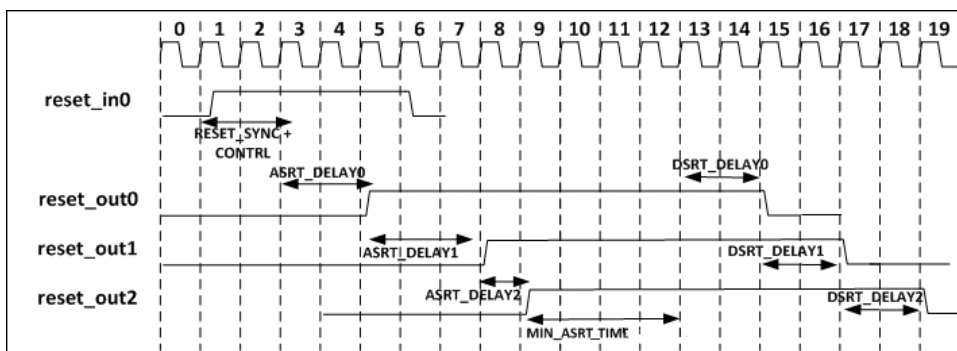 0 1 2 3 4 5 6 7 8 9 10 11 12 13 14 15 16 17 18 19
reset_in0
RESET_SYNC +
CONTRL
ASRT_DELAY0
DSRT_DELAY0
reset_out0
reset_out1
ASRT_DELAY1
DSRT_DELAY1
reset_out2
ASRT_DELAY2
DSRT_DELAY2
MIN_ASRT_TIME